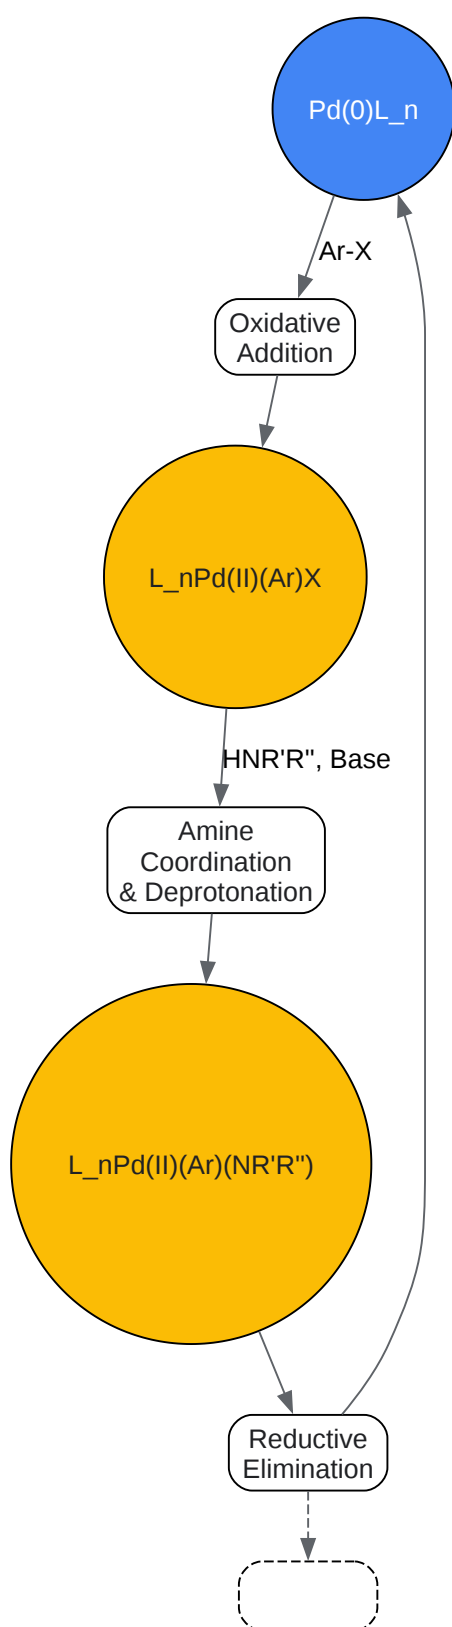 Pd(0)L_n
Ar-X
Oxidative
Addition
L_nPd(II)(Ar)X
HNR'R'', Base
Amine
Coordination
& Deprotonation
L_nPd(II)(Ar)(NR'R'')
Reductive
Elimination